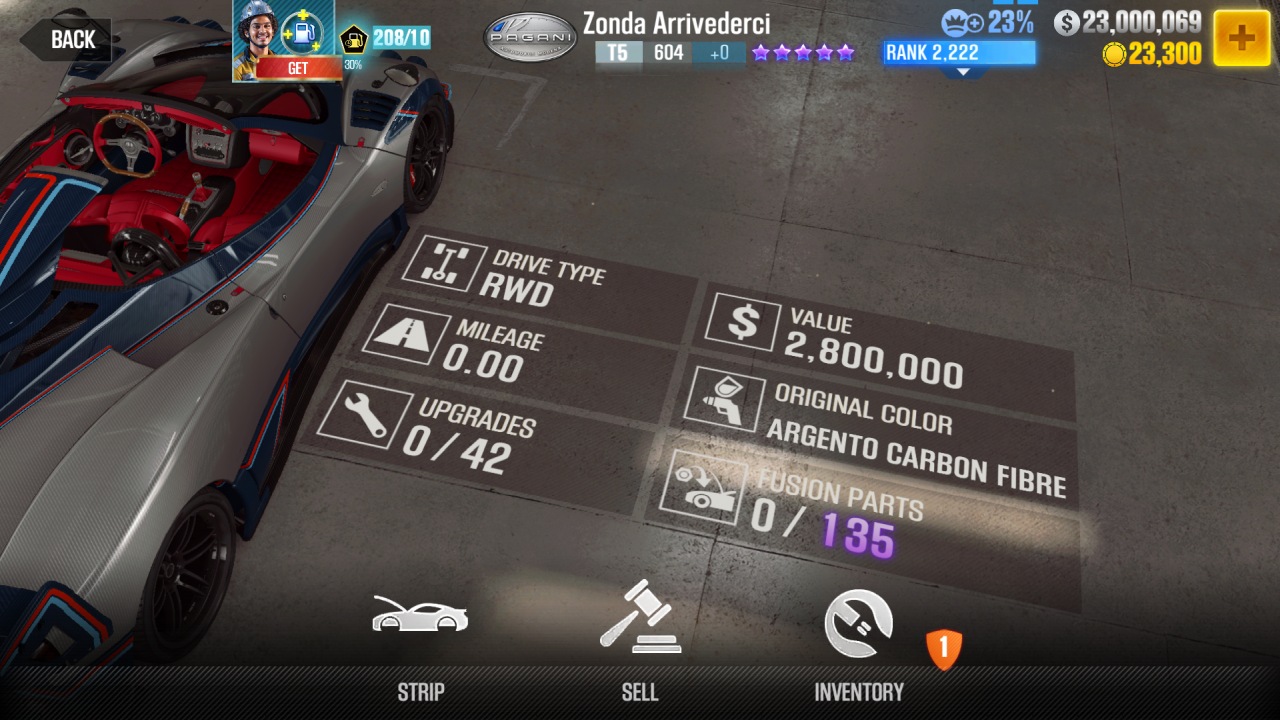 BACK
GET
30%
208/10
PAGANI
Zonda Arrivederci
T5
604
+0
23%
RANK 2,222
$ 23,000,069
23,300
DRIVE TYPE
RWD
MILEAGE
0.00
UPGRADES
0 / 42
$
VALUE
2,800,000
ORIGINAL COLOR
ARGENTO CARBON FIBRE
FUSION PARTS
0 / 135
STRIP
SELL
INVENTORY
1